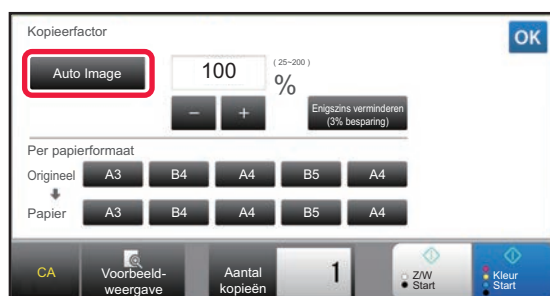 Kopieerfactor
OK
Auto Image
100
(25~200)
%
− +
Enigszins verminderen
(3% besparing)
Per papierformaat
Origineel A3 B4 A4 B5 A4
Papier A3 B4 A4 B5 A4
CA
Voorbeeld-
weergave
Aantal
kopieën
1
Z/W
Start
Kleur
Start